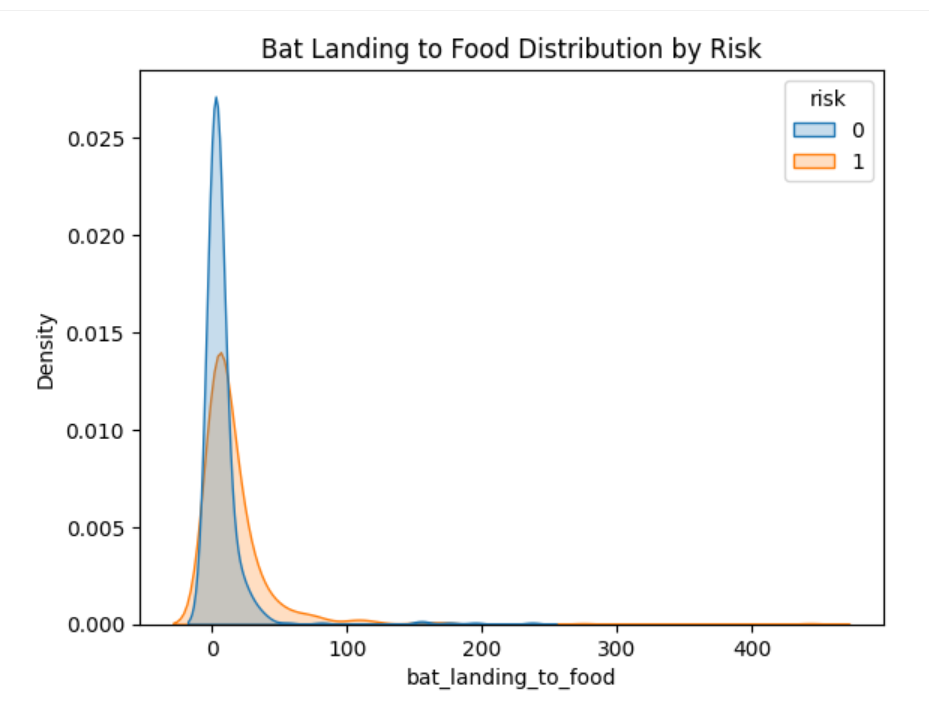 Bat Landing to Food Distribution by Risk
risk
0
1
0.025
0.020
0.015
0.010
0.005
0.000
Density
0 100 200 300 400
bat_landing_to_food